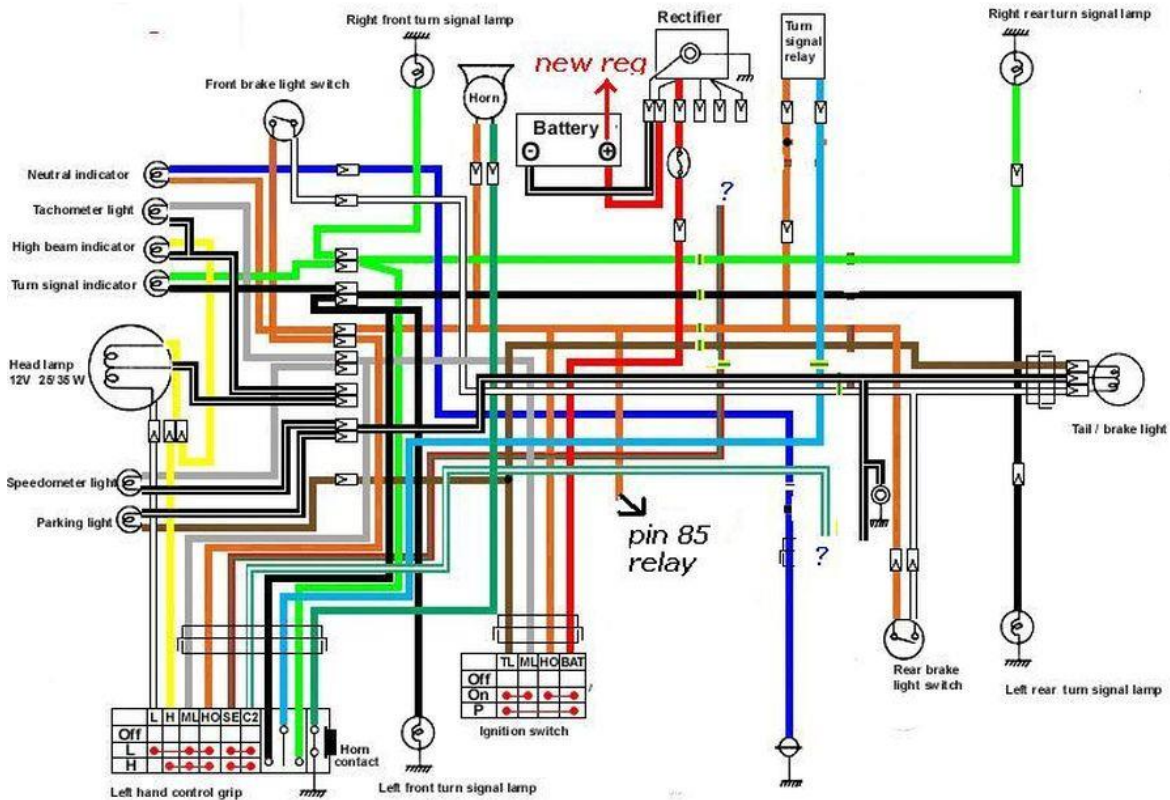 Right front turn signal lamp
Rectifier
Turn
signal
relay
Right rear turn signal lamp
new reg
Front brake light switch
Horn
Battery
Neutral indicator
Tachometer light
High beam indicator
Turn signal indicator
?
Head lamp
12V 25/35 W
Tail / brake light
Speedometer light
Parking light
pin 85
relay
?
TL ML HO BAT
Off
On
P
Ignition switch
Rear brake
light switch
Left rear turn signal lamp
L H ML HO SE C2
Off
L
H
Horn
contact
Left hand control grip
Left front turn signal lamp